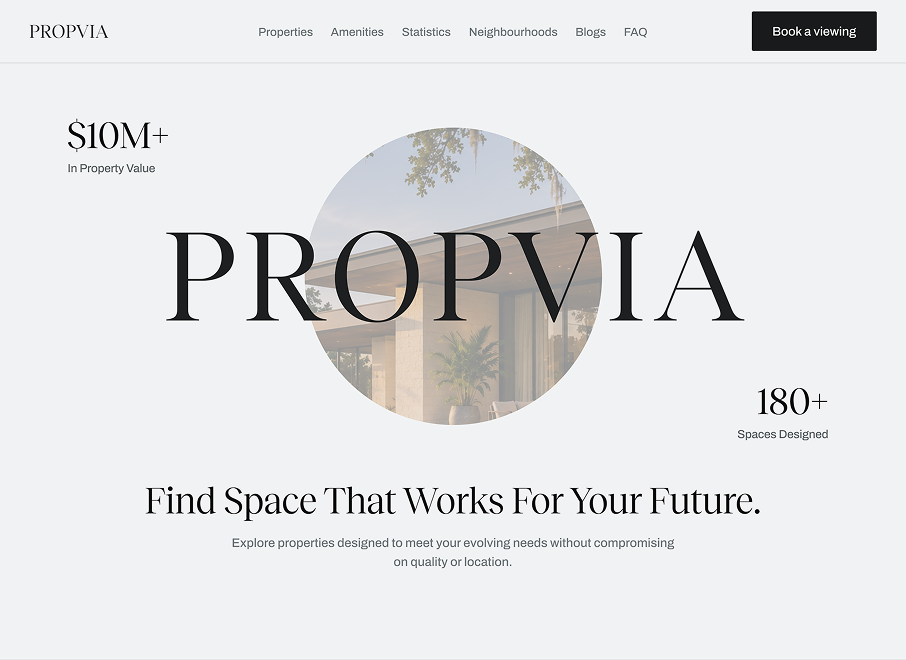 PROPVIA
Properties
Amenities
Statistics
Neighbourhoods
Blogs
FAQ
Book a viewing
$10M+
In Property Value
PROPVIA
180+
Spaces Designed
Find Space That Works For Your Future.
Explore properties designed to meet your evolving needs without compromising
on quality or location.